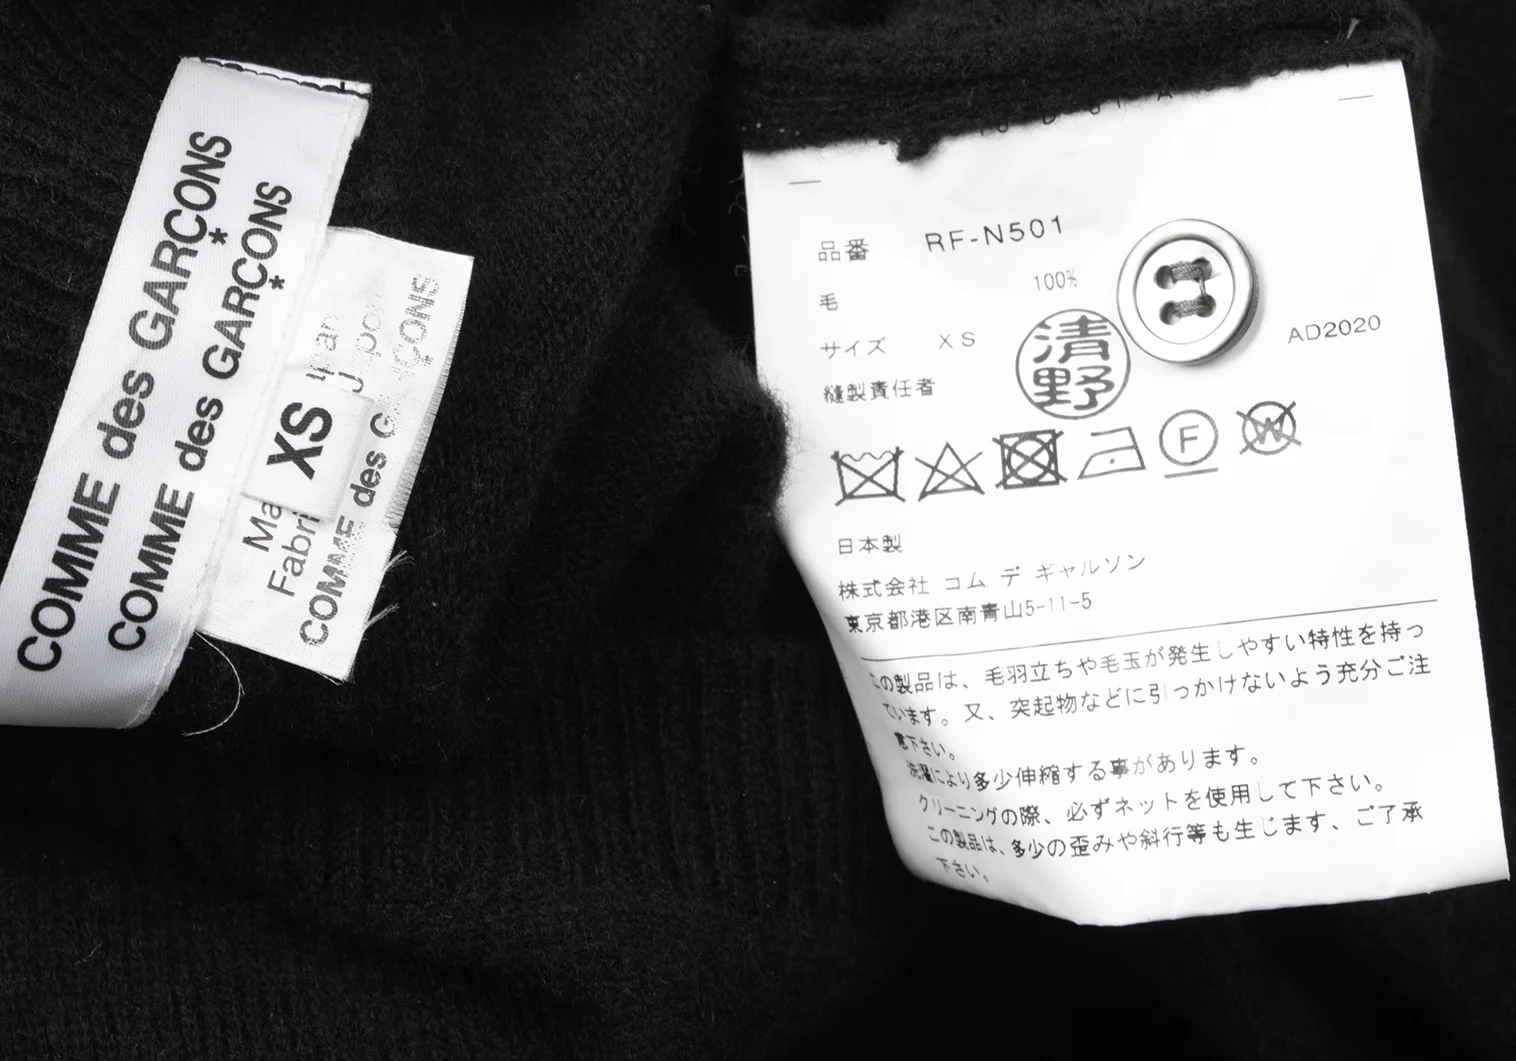 COMME des GARÇONS
*
COMME des GARÇONS
*
XS
COMME des G ÇONS
品番 RF-N501
毛 100%
サイズ XS
清野
AD2020
縫製責任者
F
W
日本製
株式会社 コム デ ギャルソン
東京都港区南青山5-11-5
この製品は、毛羽立ちや毛玉が発生しやすい特性を持っ
ています。又、突起物などに引っかけないよう充分ご注
意下さい。
洗濯により多少伸縮する事があります。
クリーニングの際、必ずネットを使用して下さい。
この製品は、多少の歪みや斜行等も生じます、ご了承
下さい。